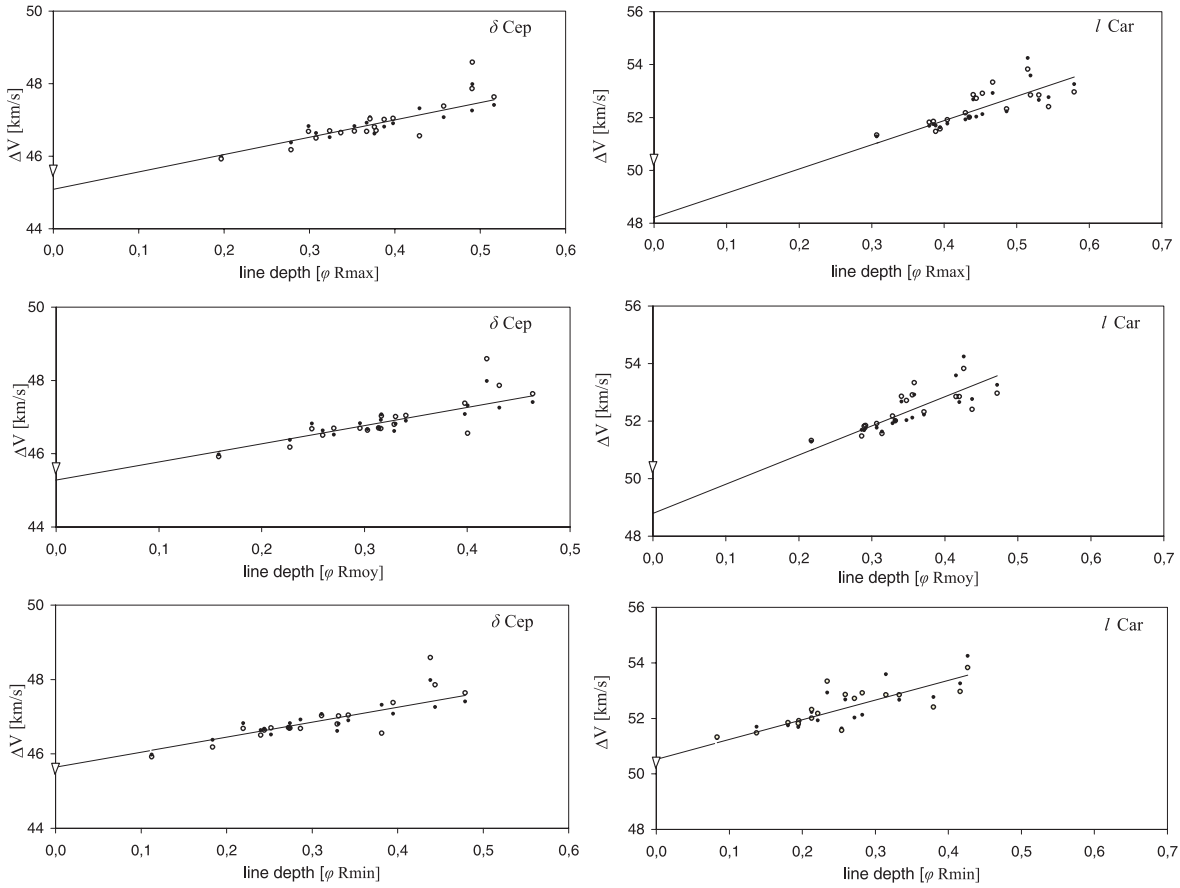 δ Cep
ΔV [km/s]
50
48
46
44
0,0 0,1 0,2 0,3 0,4 0,5 0,6
line depth [φ Rmax]
l Car
ΔV [km/s]
56
54
52
50
48
0,0 0,1 0,2 0,3 0,4 0,5 0,6 0,7
line depth [φ Rmax]
δ Cep
ΔV [km/s]
50
48
46
44
0,0 0,1 0,2 0,3 0,4 0,5
line depth [φ Rmoy]
l Car
ΔV [km/s]
56
54
52
50
48
0,0 0,1 0,2 0,3 0,4 0,5 0,6 0,7
line depth [φ Rmoy]
δ Cep
ΔV [km/s]
50
48
46
44
0,0 0,1 0,2 0,3 0,4 0,5 0,6
line depth [φ Rmin]
l Car
ΔV [km/s]
56
54
52
50
48
0,0 0,1 0,2 0,3 0,4 0,5 0,6 0,7
line depth [φ Rmin]